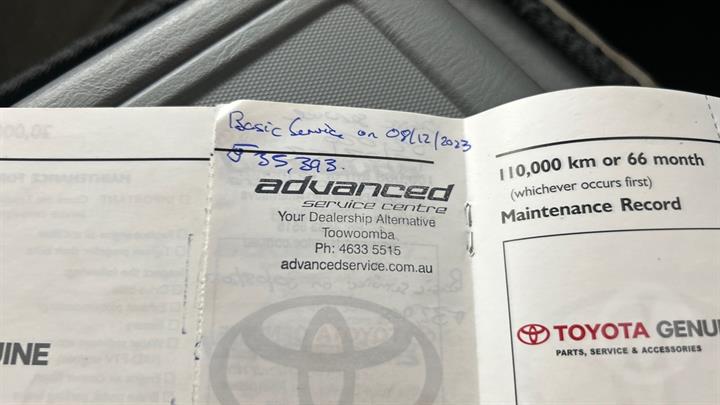 Basic Service on 08/12/2023
35,393.
advanced
service centre
Your Dealership Alternative
Toowoomba
Ph: 4633 5515
advancedservice.com.au
110,000 km or 66 month
(whichever occurs first)
Maintenance Record
TOYOTA GENU
PARTS, SERVICE & ACCESSORIES
UINE